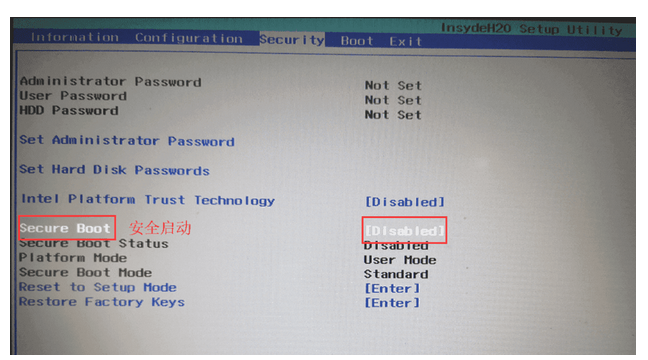 InsydeH20 Setup Utility
Information Configuration Security Boot Exit
Administrator Password Not Set
User Password Not Set
HDD Password Not Set
Set Administrator Password
Set Hard Disk Passwords
Intel Platform Trust Technology [Disabled]
Secure Boot 安全启动 [Disabled]
Secure Boot Status Disabled
Platform Mode User Mode
Secure Boot Mode Standard
Reset to Setup Mode [Enter]
Restore Factory Keys [Enter]